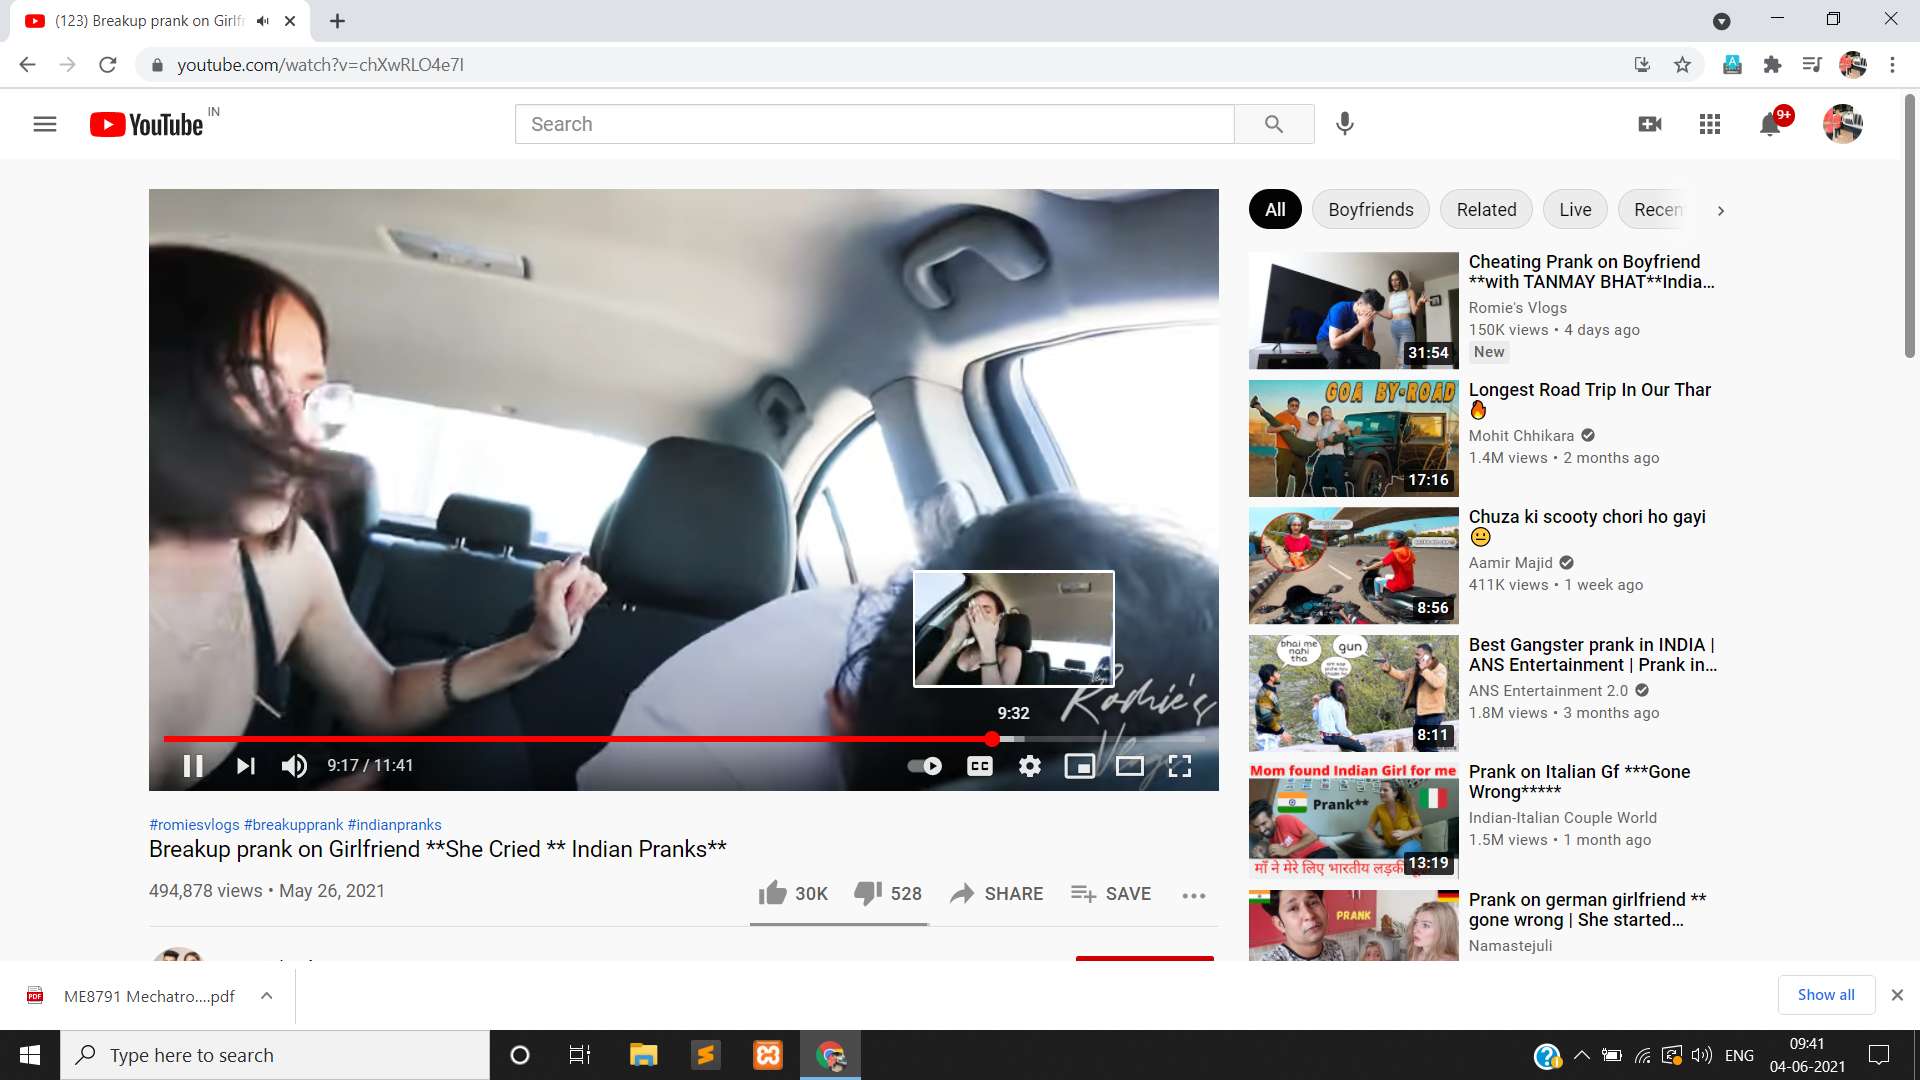 (123) Breakup prank on Girlf
youtube.com/watch?v=chXwRLO4e7I
YouTube IN
Search
9+
All
Boyfriends
Related
Live
Recen
Romie's
Vlogs
9:32
9:17 / 11:41
CC
#romiesvlogs #breakupprank #indianpranks
Breakup prank on Girlfriend **She Cried ** Indian Pranks**
494,878 views • May 26, 2021
30K
528
SHARE
SAVE
31:54
Cheating Prank on Boyfriend
**with TANMAY BHAT**India...
Romie's Vlogs
150K views • 4 days ago
New
GOA BY-ROAD
17:16
Longest Road Trip In Our Thar
🔥
Mohit Chhikara
1.4M views • 2 months ago
8:56
Chuza ki scooty chori ho gayi
😐
Aamir Majid
411K views • 1 week ago
bhai me
nahi
tha
gun
8:11
Best Gangster prank in INDIA |
ANS Entertainment | Prank in...
ANS Entertainment 2.0
1.8M views • 3 months ago
Mom found Indian Girl for me
Prank**
माँ ने मेरे लिए भारतीय लड़की
13:19
Prank on Italian Gf ***Gone
Wrong*****
Indian-Italian Couple World
1.5M views • 1 month ago
PRANK
Prank on german girlfriend **
gone wrong | She started...
Namastejuli
PDF
ME8791 Mechatro....pdf
Show all
Type here to search
ENG
09:41
04-06-2021